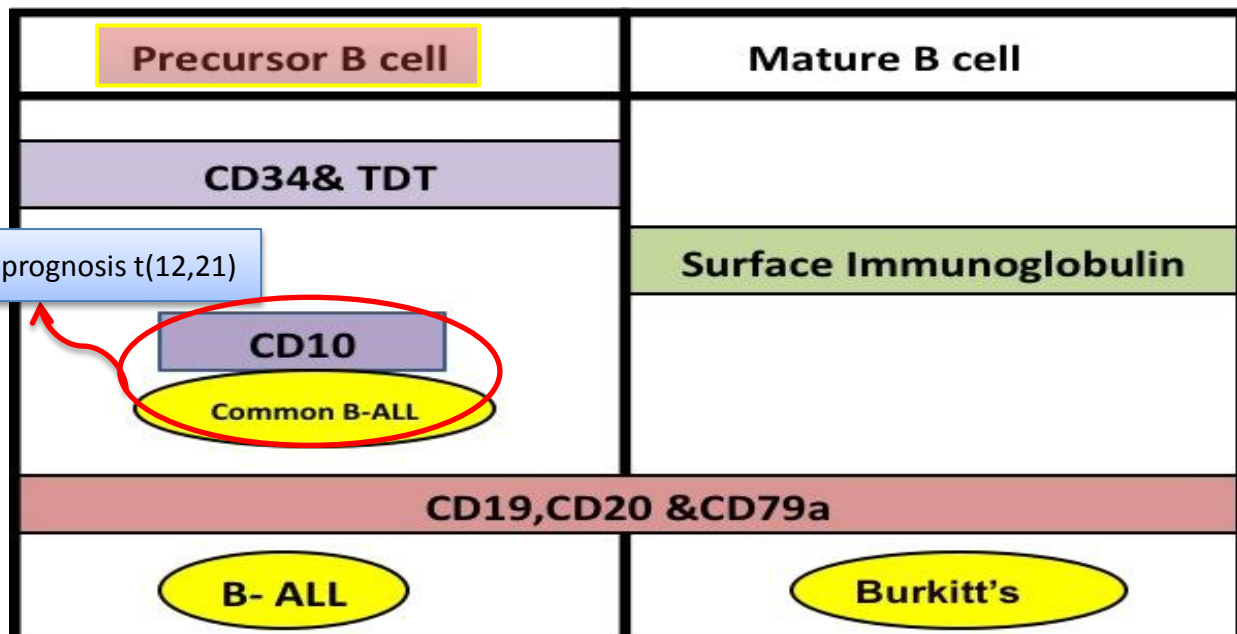 Precursor B cell
Mature B cell
CD34& TDT
prognosis t(12,21)
Surface Immunoglobulin
CD10
Common B-ALL
CD19,CD20 &CD79a
B- ALL
Burkitt's